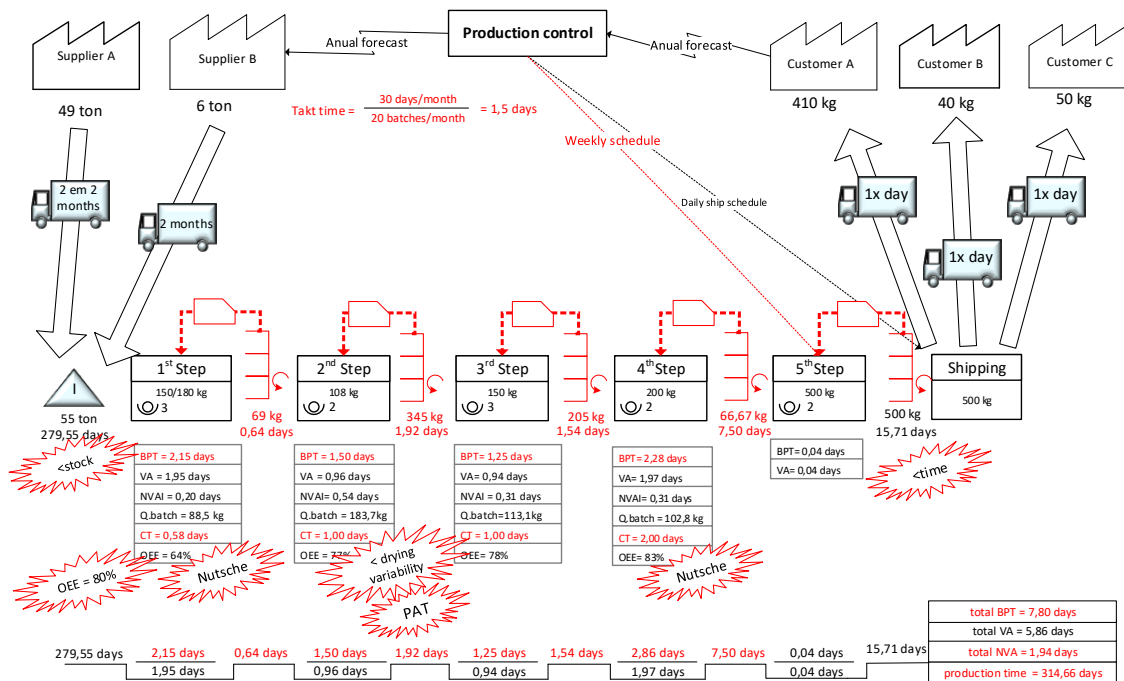 Supplier A
Supplier B
Anual forecast
Production control
Anual forecast
Customer A
Customer B
Customer C
49 ton
6 ton
410 kg
40 kg
50 kg
Takt time = 30 days/month
20 batches/month = 1,5 days
Weekly schedule
Daily ship schedule
2 em 2
months
2 months
1x day
1x day
1x day
I
55 ton
279,55 days
<stock
1st Step
150/180 kg
3
69 kg
0,64 days
2nd Step
108 kg
2
345 kg
1,92 days
3rd Step
150 kg
3
205 kg
1,54 days
4th Step
200 kg
2
66,67 kg
7,50 days
5th Step
500 kg
2
500 kg
15,71 days
Shipping
500 kg
<time
BPT = 2,15 days
VA = 1,95 days
NVAI = 0,20 days
Q.batch = 88,5 kg
CT = 0,58 days
OEE = 64%
BPT = 1,50 days
VA = 0,96 days
NVAI = 0,54 days
Q.batch = 183,7kg
CT = 1,00 days
OEE = 77%
BPT = 1,25 days
VA= 0,94 days
NVAI = 0,31 days
Q.batch=113,1kg
CT = 1,00 days
OEE= 78%
BPT= 2,28 days
VA= 1,97 days
NVAI= 0,31 days
Q.batch =102,8 kg
CT = 2,00 days
OEE= 83%
BPT= 0,04 days
VA= 0,04 days
OEE = 80%
Nutsche
< drying
variability
PAT
Nutsche
279,55 days
2,15 days
1,95 days
0,64 days
1,50 days
0,96 days
1,92 days
1,25 days
0,94 days
1,54 days
2,86 days
1,97 days
7,50 days
0,04 days
0,04 days
15,71 days
total BPT = 7,80 days
total VA = 5,86 days
total NVA = 1,94 days
production time = 314,66 days